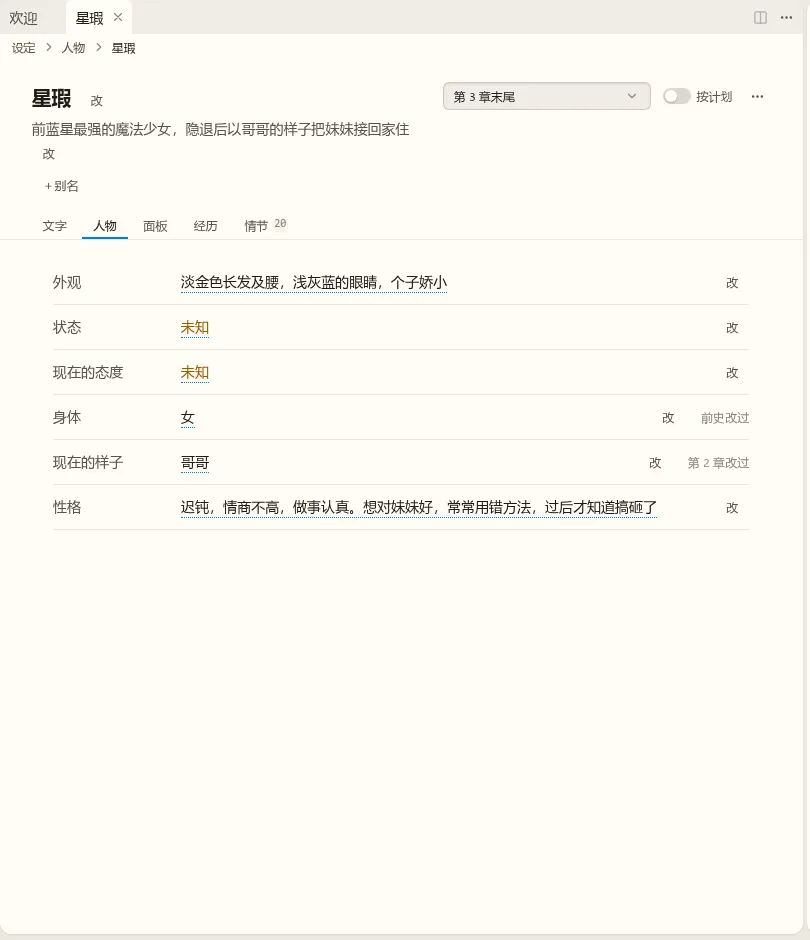 欢迎
星瑕 ×
设定 > 人物 > 星瑕
星瑕 改
第 3 章末尾
按计划
前蓝星最强的魔法少女，隐退后以哥哥的样子把妹妹接回家住
改
+ 别名
文字 人物 面板 经历 情节 20
外观 淡金色长发及腰，浅灰蓝的眼睛，个子娇小 改
状态 未知 改
现在的态度 未知 改
身体 女 改 前史改过
现在的样子 哥哥 改 第 2 章改过
性格 迟钝，情商不高，做事认真。想对妹妹好，常常用错方法，过后才知道搞砸了 改